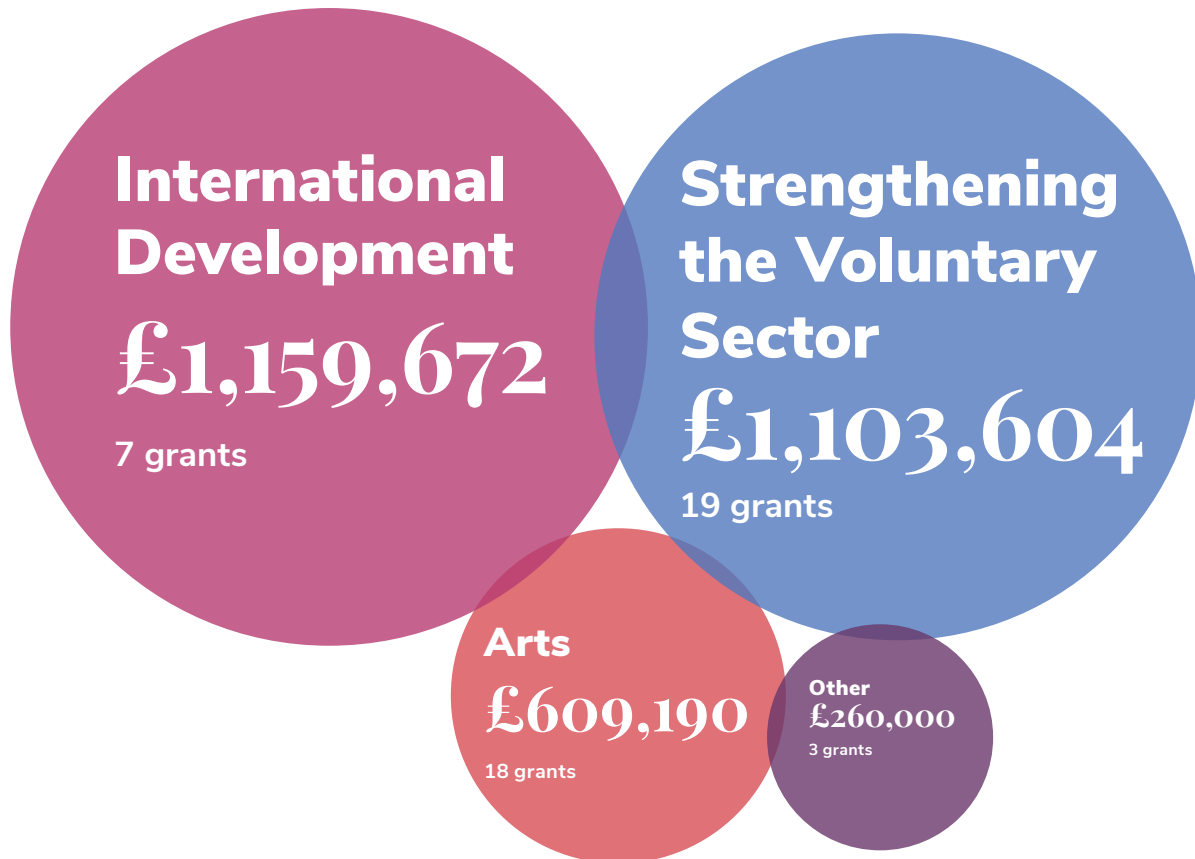 International
Development
£1,159,672
7 grants
Strengthening
the Voluntary
Sector
£1,103,604
19 grants
Arts
£609,190
18 grants
Other
£260,000
3 grants